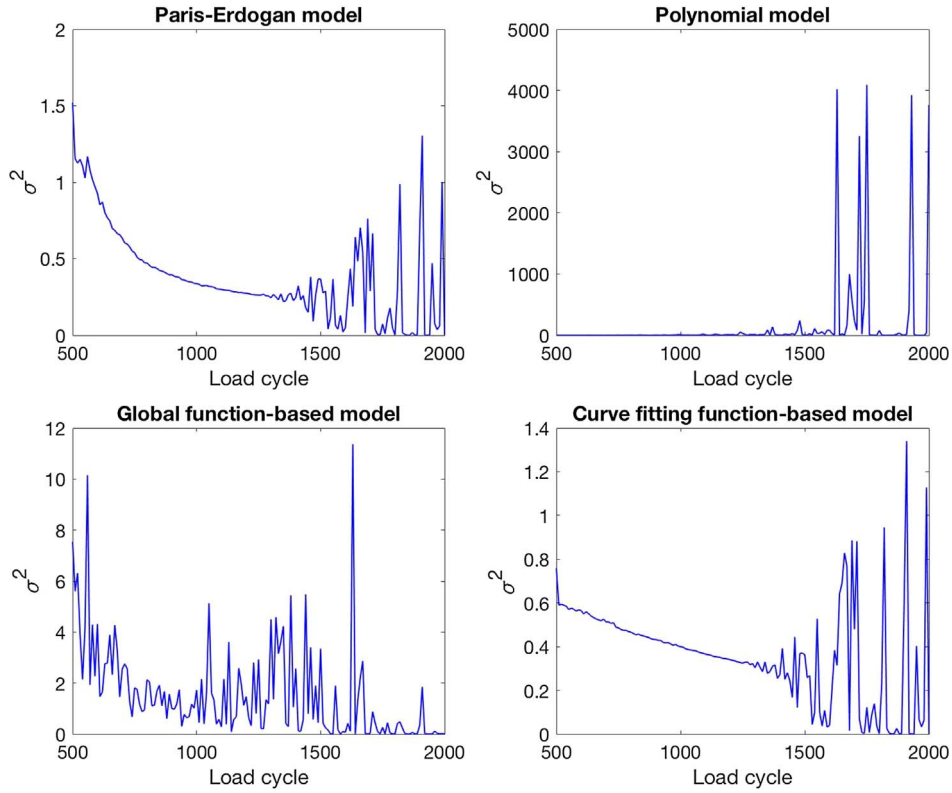 Paris-Erdogan model
2
1.5
1
0.5
0
σ²
500 1000 1500 2000
Load cycle
Polynomial model
5000
4000
3000
2000
1000
0
σ²
500 1000 1500 2000
Load cycle
Global function-based model
12
10
8
6
4
2
0
σ²
500 1000 1500 2000
Load cycle
Curve fitting function-based model
1.4
1.2
1
0.8
0.6
0.4
0.2
0
σ²
500 1000 1500 2000
Load cycle